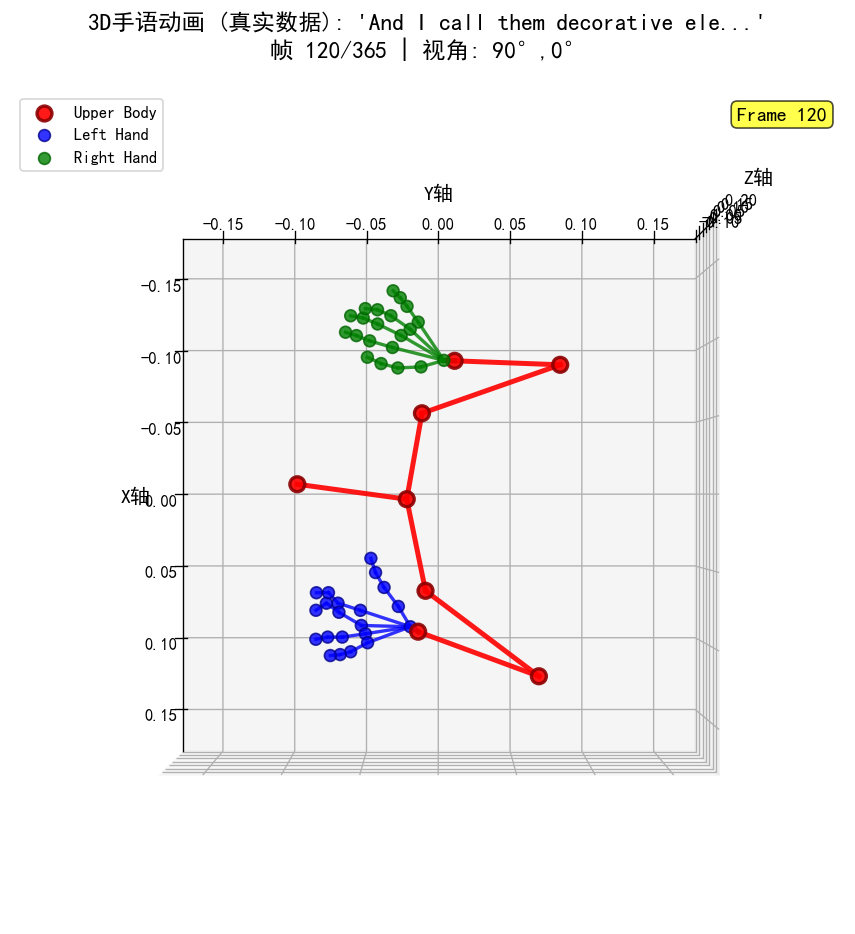 3D手语动画 (真实数据): 'And I call them decorative ele...'
帧 120/365 | 视角: 90°,0°
Upper Body
Left Hand
Right Hand
Frame 120
Z轴
Y轴
-0.15 -0.10 -0.05 0.00 0.05 0.10 0.15
-0.15
-0.10
-0.05
X轴
0.00
0.05
0.10
0.15